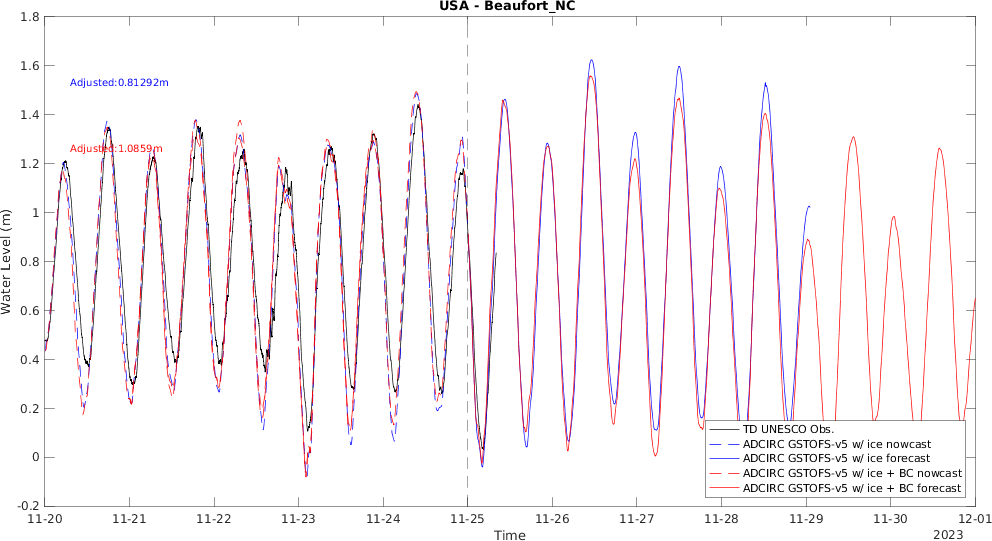 USA - Beaufort_NC
1.8
1.6
1.4
1.2
1
0.8
0.6
0.4
0.2
0
-0.2
Water Level (m)
Adjusted:0.81292m
Adjusted:1.0859m
TD UNESCO Obs.
ADCIRC GSTOFS-v5 w/ ice nowcast
ADCIRC GSTOFS-v5 w/ ice forecast
ADCIRC GSTOFS-v5 w/ ice + BC nowcast
ADCIRC GSTOFS-v5 w/ ice + BC forecast
11-20 11-21 11-22 11-23 11-24 11-25 11-26 11-27 11-28 11-29 11-30 12-01
Time
2023